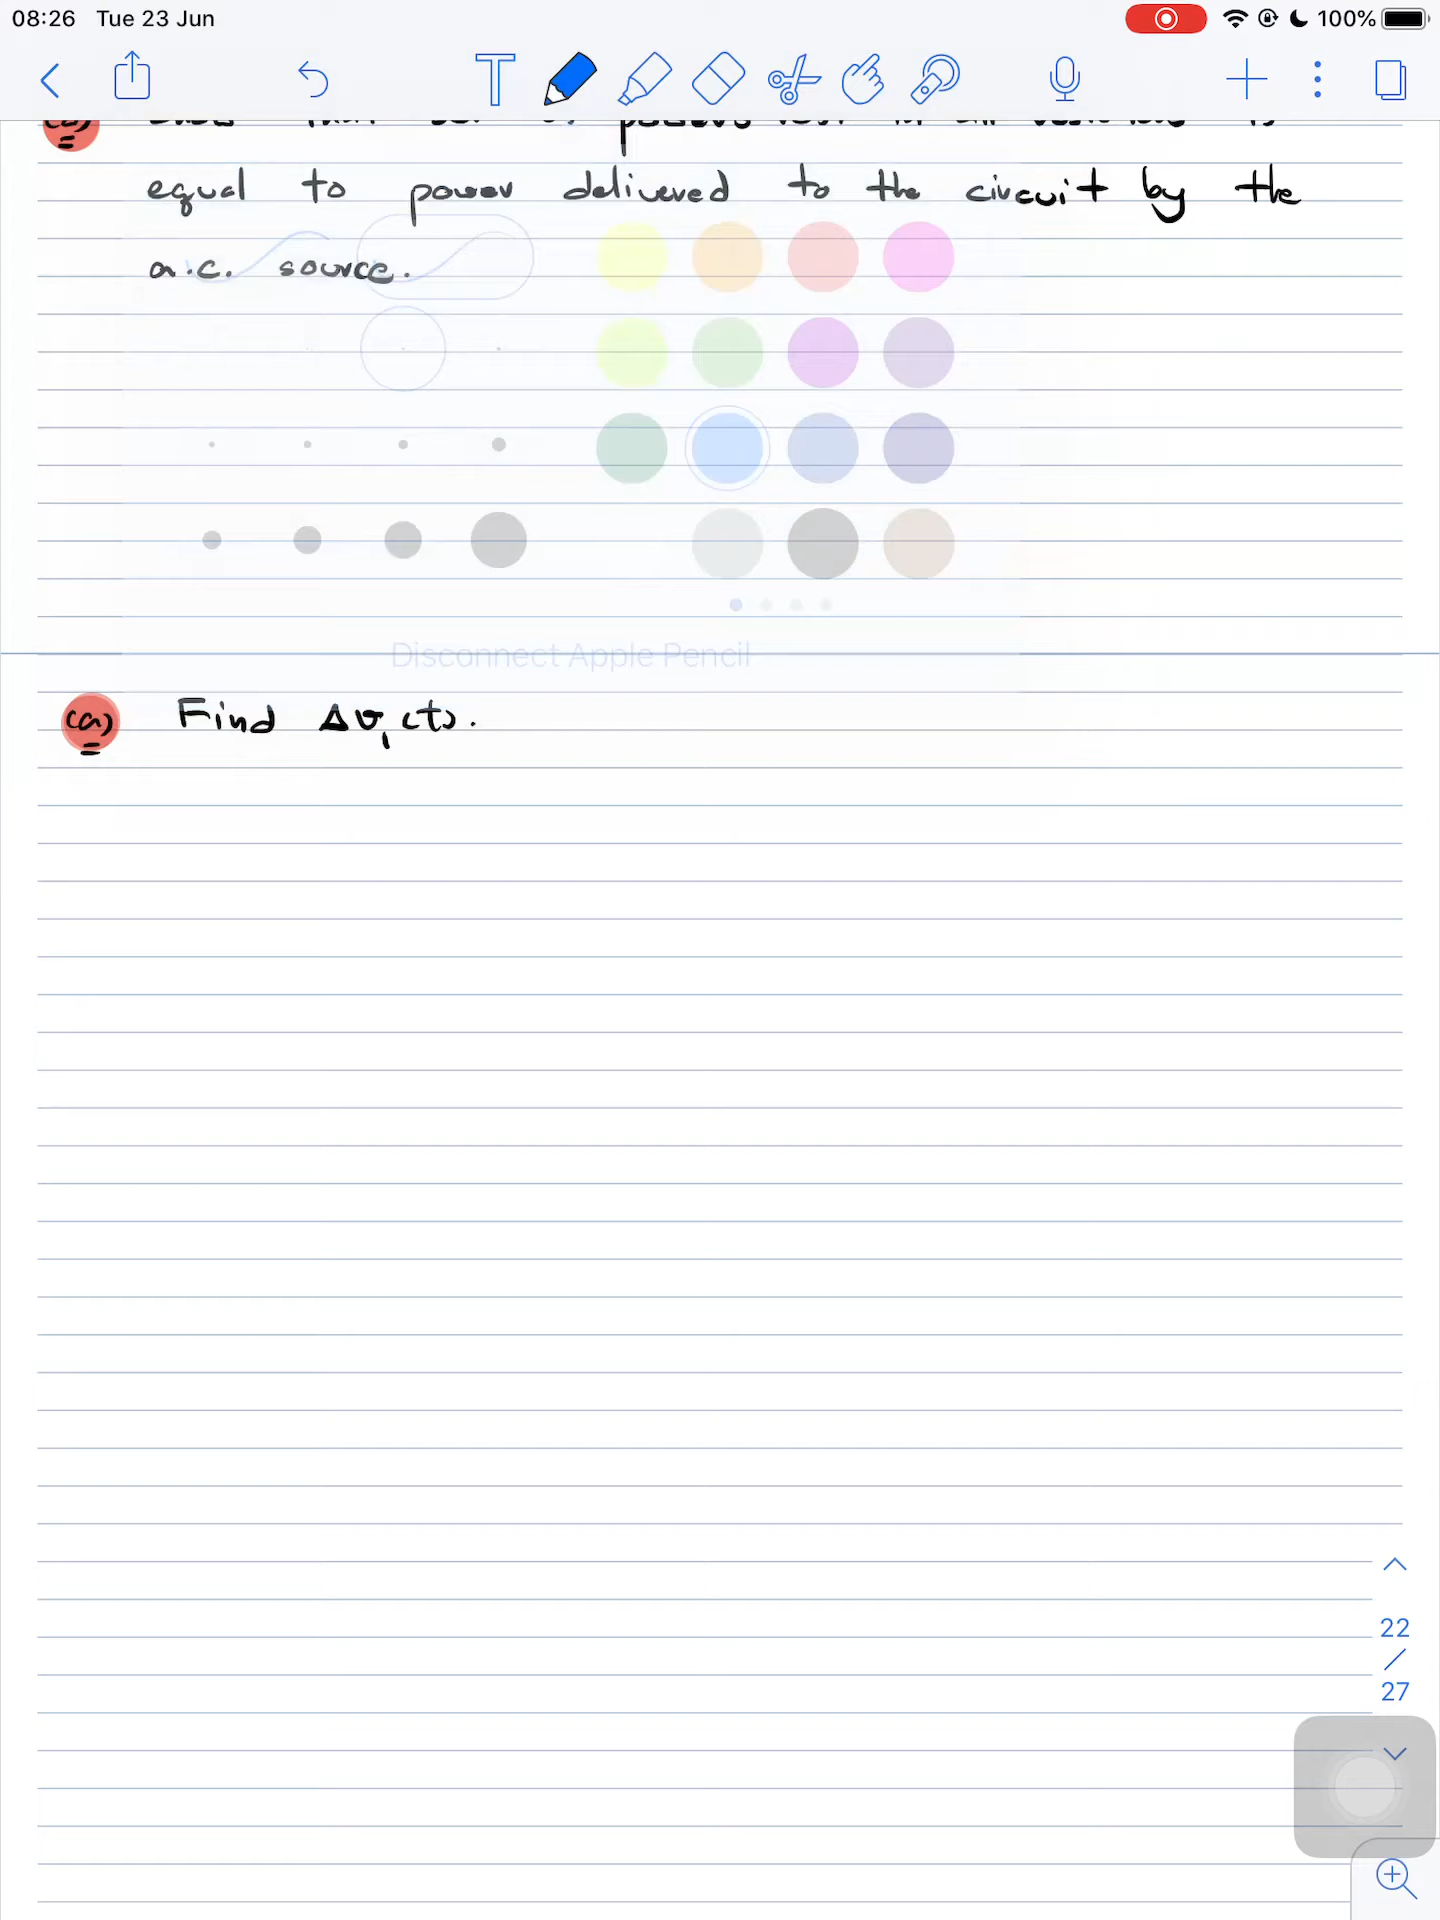 08:26 Tue 23 Jun 100%
equal to power delivered to the circuit by the
a.c. source.
Disconnect Apple Pencil
(a) Find Δv₁(t).
22
/
27